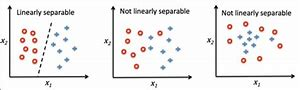 Linearly separable
Not linearly separable
Not linearly separable
x₂
x₂
x₂
x₁
x₁
x₁